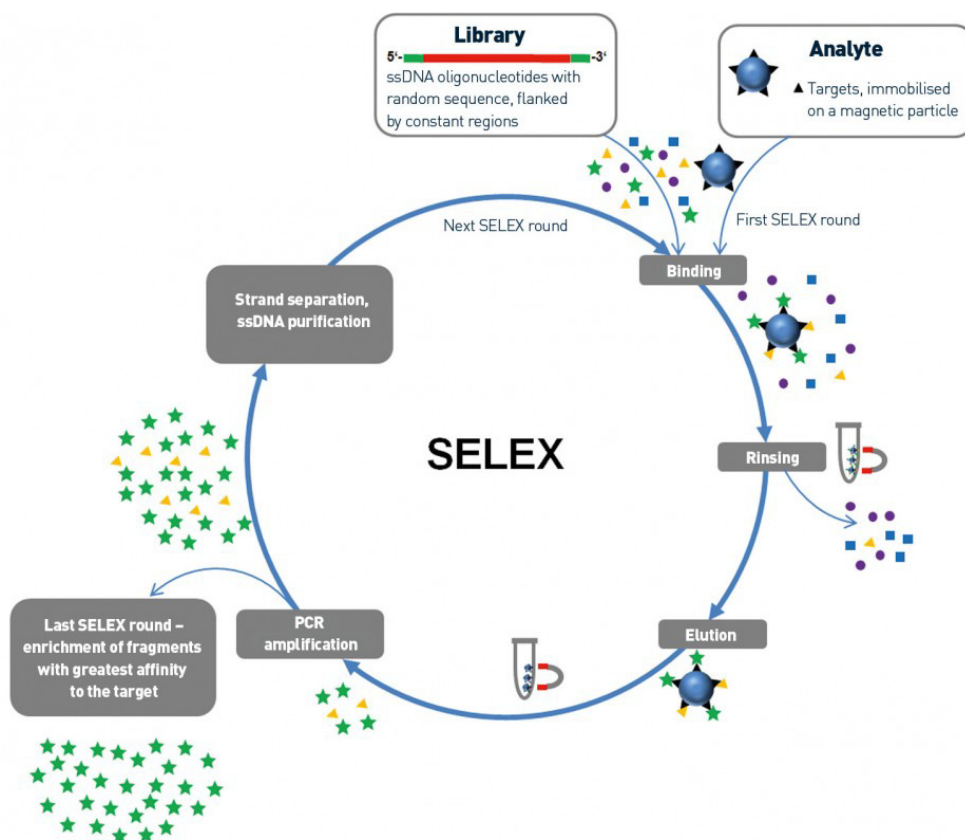 Library
5‘- -3‘
ssDNA oligonucleotides with
random sequence, flanked
by constant regions
Analyte
Targets, immobilised
on a magnetic particle
Next SELEX round
First SELEX round
Binding
Strand separation,
ssDNA purification
SELEX
Rinsing
Elution
PCR
amplification
Last SELEX round –
enrichment of fragments
with greatest affinity
to the target